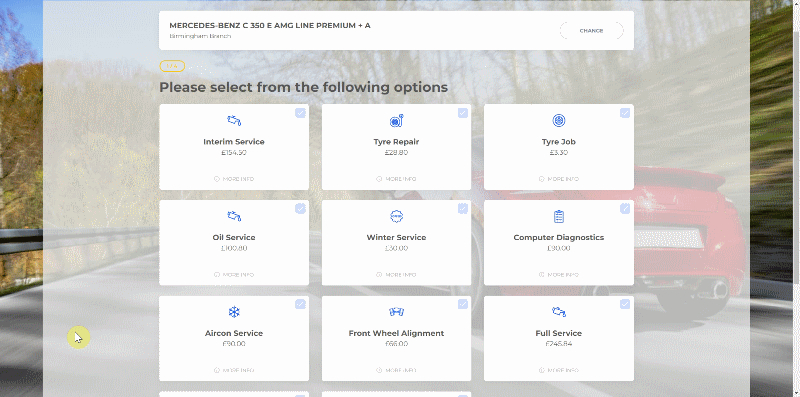 MERCEDES-BENZ C 350 E AMG LINE PREMIUM + A
Birmingham Branch
CHANGE
Please select from the following options
Interim Service
£154.50
MORE INFO
Tyre Repair
£28.80
MORE INFO
Tyre Job
£3.30
MORE INFO
Oil Service
£100.80
MORE INFO
Winter Service
£30.00
MORE INFO
Computer Diagnostics
£90.00
MORE INFO
Aircon Service
£90.00
MORE INFO
Front Wheel Alignment
£66.00
MORE INFO
Full Service
£246.84
MORE INFO